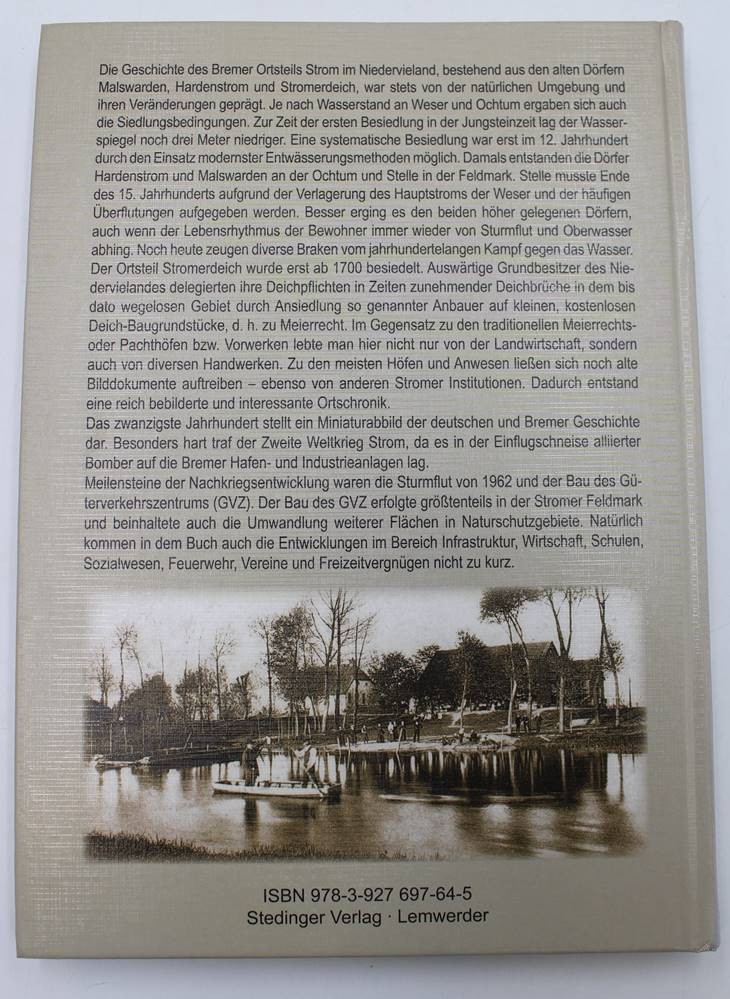 Die Geschichte des Bremer Ortsteils Strom im Niedervieland, bestehend aus den alten Dörfern
Malswarden, Hardenstrom und Stromerdeich, war stets von der natürlichen Umgebung und
ihren Veränderungen geprägt. Je nach Wasserstand an Weser und Ochtum ergaben sich auch
die Siedlungsbedingungen. Zur Zeit der ersten Besiedlung in der Jungsteinzeit lag der Wasser-
spiegel noch drei Meter niedriger. Eine systematische Besiedlung war erst im 12. Jahrhundert
durch den Einsatz modernster Entwässerungsmethoden möglich. Damals entstanden die Dörfer
Hardenstrom und Malswarden an der Ochtum und Stelle in der Feldmark. Stelle musste Ende
des 15. Jahrhunderts aufgrund der Verlagerung des Hauptstroms der Weser und der häufigen
Überflutungen aufgegeben werden. Besser erging es den beiden höher gelegenen Dörfern,
auch wenn der Lebensrhythmus der Bewohner immer wieder von Sturmflut und Oberwasser
abhing. Noch heute zeugen diverse Braken vom jahrhundertelangen Kampf gegen das Wasser.
Der Ortsteil Stromerdeich wurde erst ab 1700 besiedelt. Auswärtige Grundbesitzer des Nie-
dervielandes delegierten ihre Deichpflichten in Zeiten zunehmender Deichbrüche in dem bis
dato wegelosen Gebiet durch Ansiedlung so genannter Anbauer auf kleinen, kostenlosen
Deich-Baugrundstücke, d. h. zu Meierrecht. Im Gegensatz zu den traditionellen Meierrechts-
oder Pachthöfen bzw. Vorwerken lebte man hier nicht nur von der Landwirtschaft, sondern
auch von diversen Handwerken. Zu den meisten Höfen und Anwesen ließen sich noch alte
Bilddokumente auftreiben – ebenso von anderen Stromer Institutionen. Dadurch entstand
eine reich bebilderte und interessante Ortschronik.
Das zwanzigste Jahrhundert stellt ein Miniaturabbild der deutschen und Bremer Geschichte
dar. Besonders hart traf der Zweite Weltkrieg Strom, da es in der Einflugschneise alliierter
Bomber auf die Bremer Hafen- und Industrieanlagen lag.
Meilensteine der Nachkriegsentwicklung waren die Sturmflut von 1962 und der Bau des Gü-
terverkehrszentrums (GVZ). Der Bau des GVZ erfolgte größtenteils in der Stromer Feldmark
und beinhaltete auch die Umwandlung weiterer Flächen in Naturschutzgebiete. Natürlich
kommen in dem Buch auch die Entwicklungen im Bereich Infrastruktur, Wirtschaft, Schulen,
Sozialwesen, Feuerwehr, Vereine und Freizeitvergnügen nicht zu kurz.
ISBN 978-3-927 697-64-5
Stedinger Verlag · Lemwerder